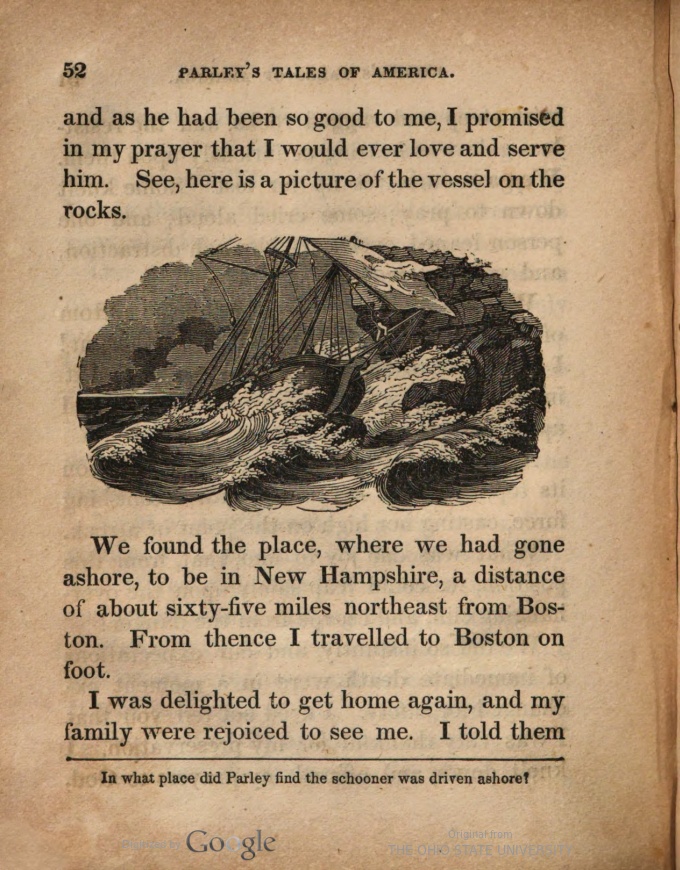 52 PARLEY'S TALES OF AMERICA.
and as he had been so good to me, I promised
in my prayer that I would ever love and serve
him. See, here is a picture of the vessel on the
rocks.
We found the place, where we had gone
ashore, to be in New Hampshire, a distance
of about sixty-five miles northeast from Bos-
ton. From thence I travelled to Boston on
foot.
I was delighted to get home again, and my
family were rejoiced to see me. I told them
In what place did Parley find the schooner was driven ashore?
Digitized by Google
Original from
THE OHIO STATE UNIVERSITY